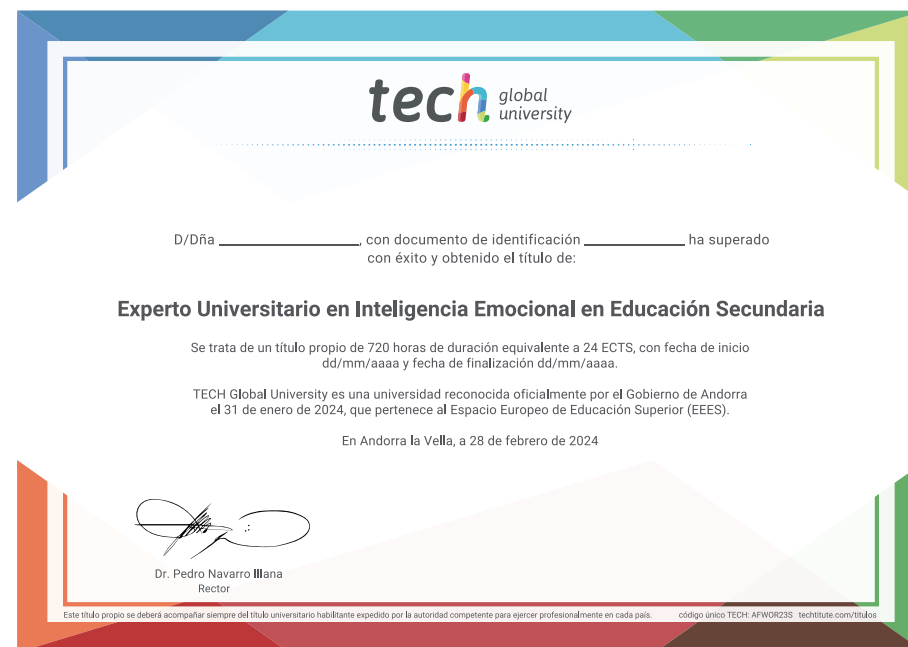 tech global
university
D/Dña ____________________, con documento de identificación ______________ ha superado
con éxito y obtenido el título de:
Experto Universitario en Inteligencia Emocional en Educación Secundaria
Se trata de un título propio de 720 horas de duración equivalente a 24 ECTS, con fecha de inicio
dd/mm/aaaa y fecha de finalización dd/mm/aaaa.
TECH Global University es una universidad reconocida oficialmente por el Gobierno de Andorra
el 31 de enero de 2024, que pertenece al Espacio Europeo de Educación Superior (EEES).
En Andorra la Vella, a 28 de febrero de 2024
Dr. Pedro Navarro Illana
Rector
Este título propio se deberá acompañar siempre del título universitario habilitante expedido por la autoridad competente para ejercer profesionalmente en cada país. código único TECH: AFWOR23S techtitute.com/titulos